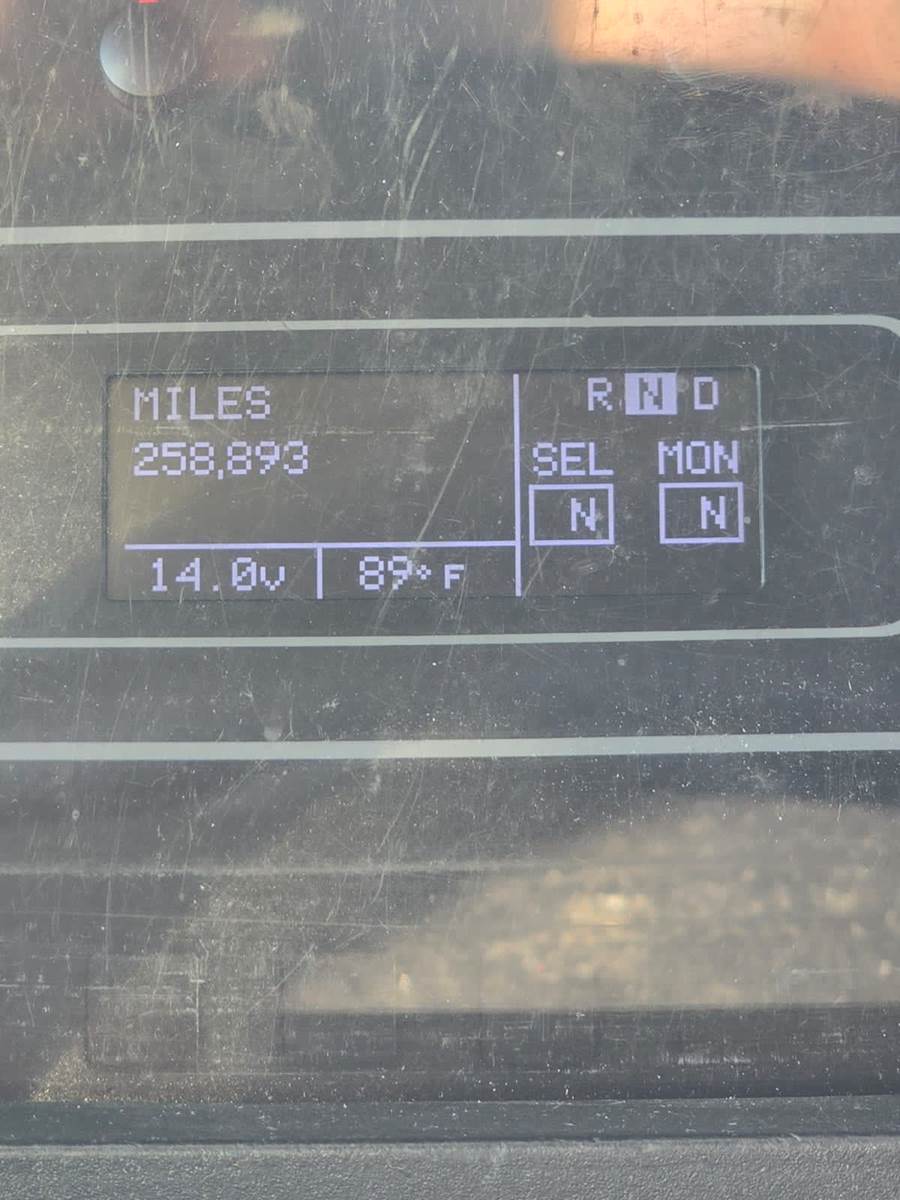 MILES
258,893
14.0v
89° F
R N D
SEL MON
N N